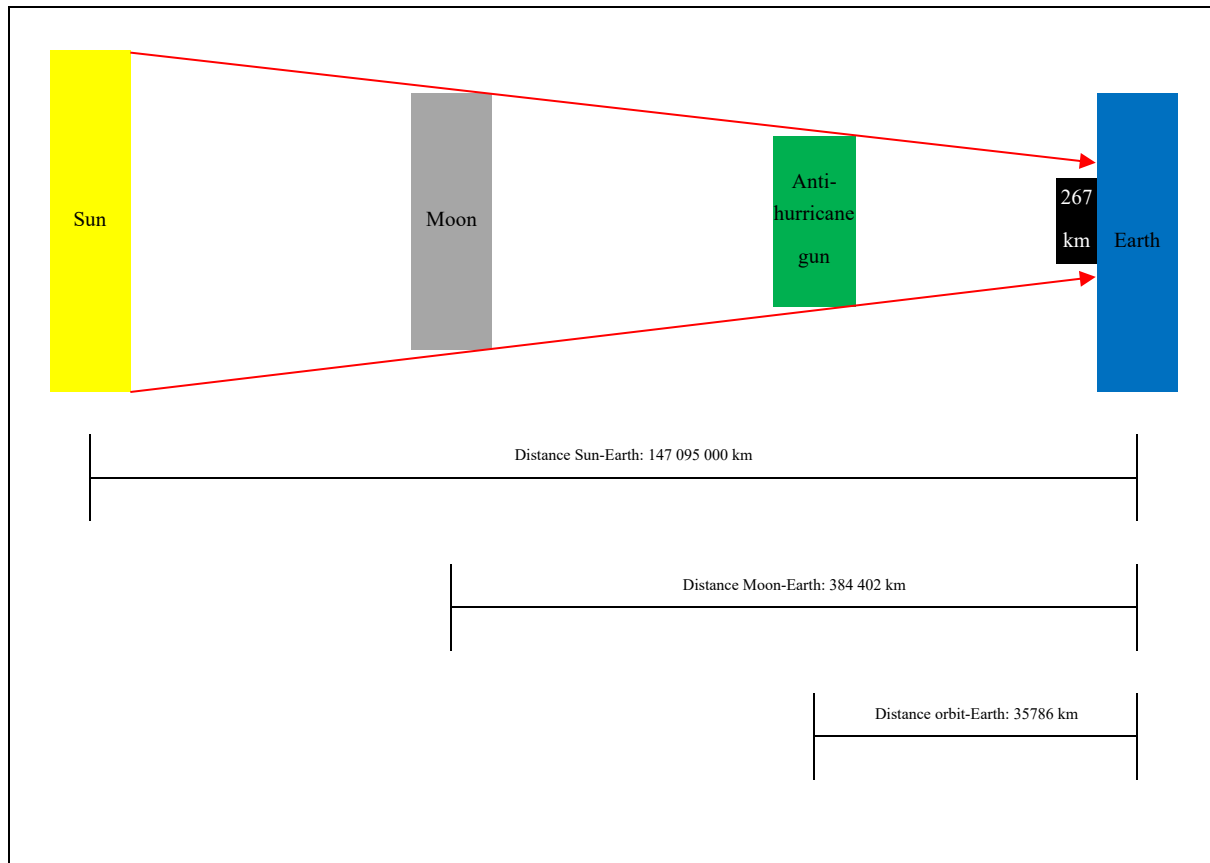 Sun
Moon
Anti-
hurricane
gun
267
km
Earth
Distance Sun-Earth: 147 095 000 km
Distance Moon-Earth: 384 402 km
Distance orbit-Earth: 35786 km